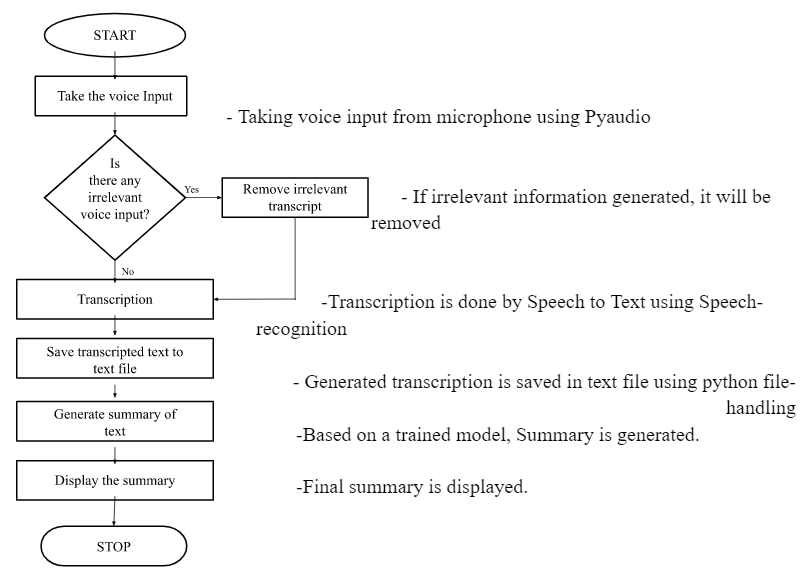 START
Take the voice Input
- Taking voice input from microphone using Pyaudio
Is
there any
irrelevant
voice input?
Yes
Remove irrelevant
transcript
- If irrelevant information generated, it will be
removed
No
Transcription
-Transcription is done by Speech to Text using Speech-
recognition
Save transcripted text to
text file
- Generated transcription is saved in text file using python file-
handling
Generate summary of
text
-Based on a trained model, Summary is generated.
Display the summary
-Final summary is displayed.
STOP